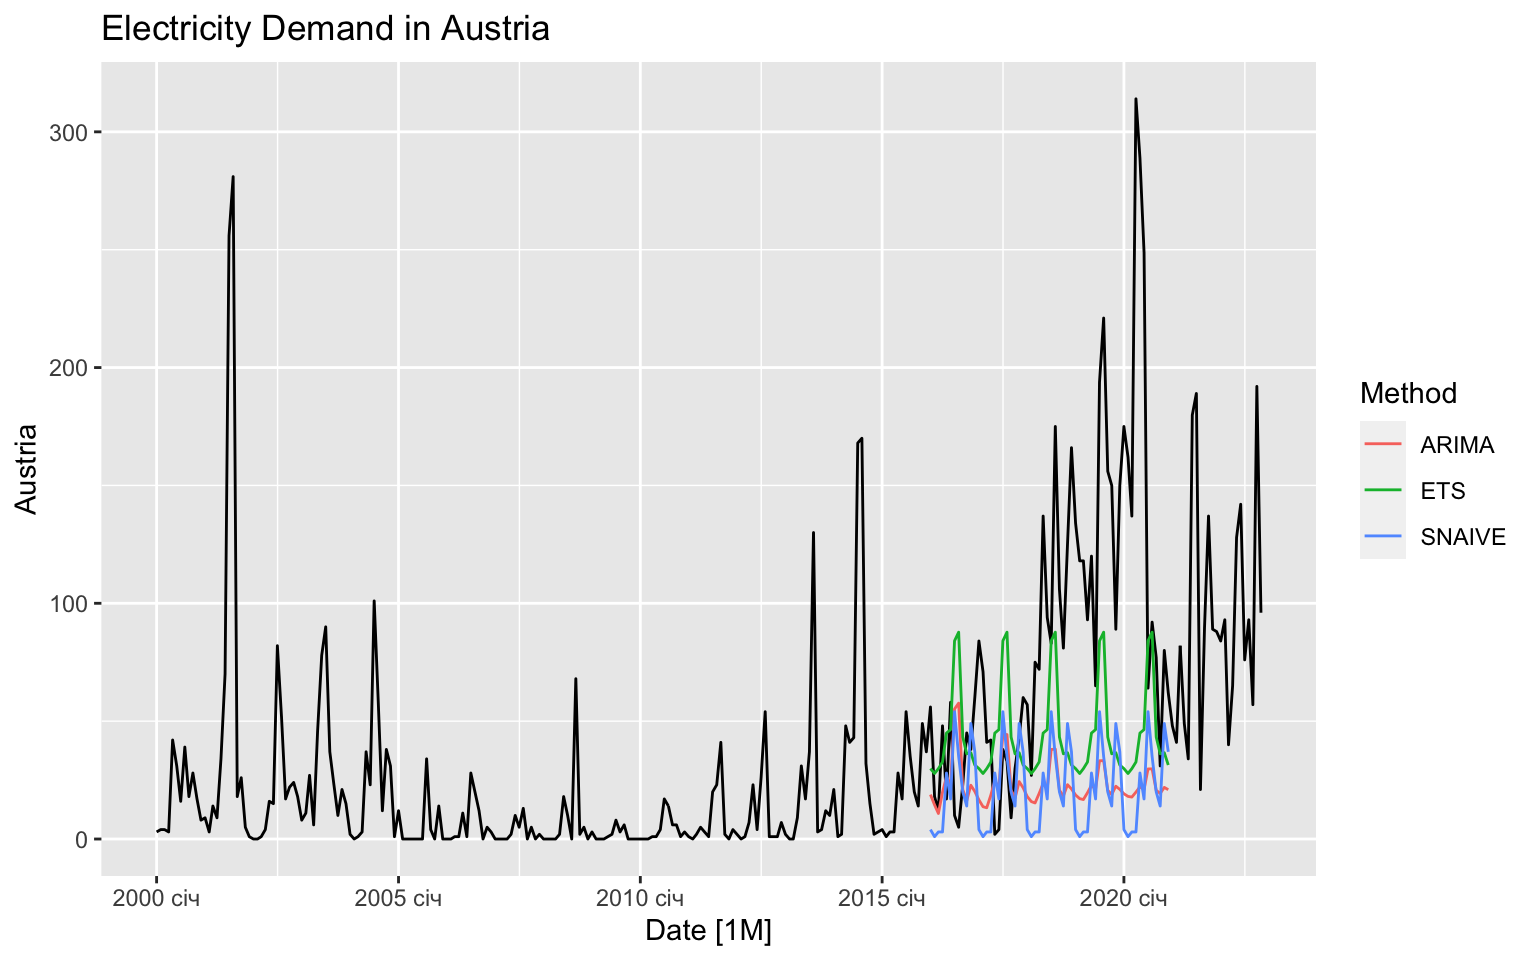 Electricity Demand in Austria
300
200
100
0
Austria
2000 січ
2005 січ
2010 січ
2015 січ
2020 січ
Date [1M]
Method
ARIMA
ETS
SNAIVE